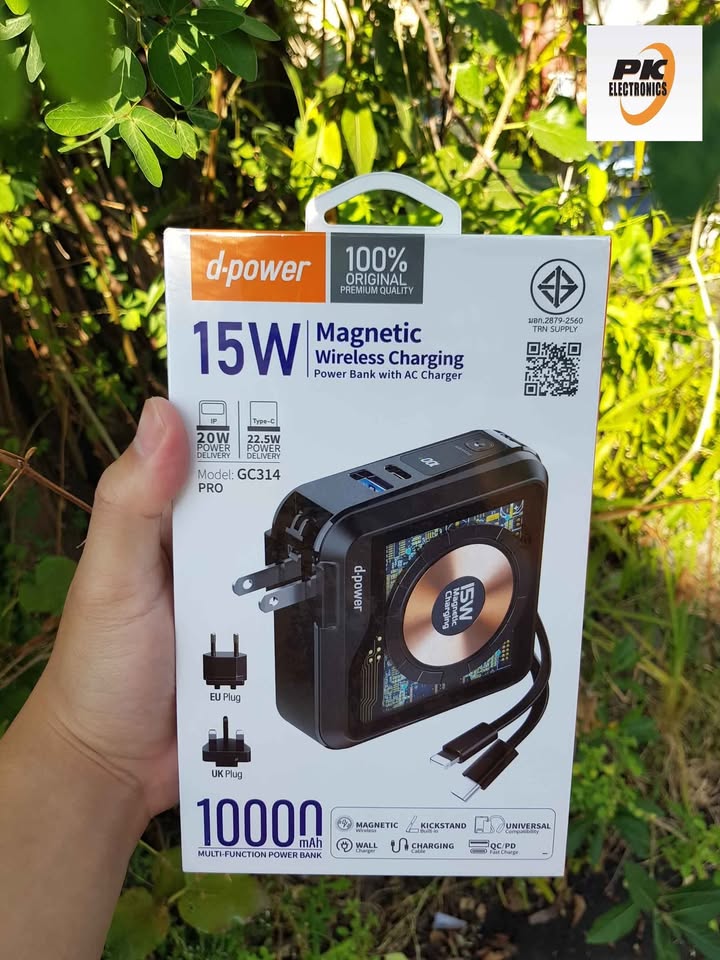 PK
ELECTRONICS
d-power
100%
ORIGINAL
PREMIUM QUALITY
มอก.2879-2560
TRN SUPPLY
15W
Magnetic
Wireless Charging
Power Bank with AC Charger
IP
Type-C
20W
POWER
DELIVERY
22.5W
POWER
DELIVERY
Model: GC314
PRO
d-power
15W
Magnetic
Charging
EU Plug
UK Plug
10000
mAh
MULTI-FUNCTION POWER BANK
MAGNETIC
Wireless
KICKSTAND
Built-in
UNIVERSAL
Compatibility
WALL
Charger
CHARGING
Cable
QC/PD
Fast Charge